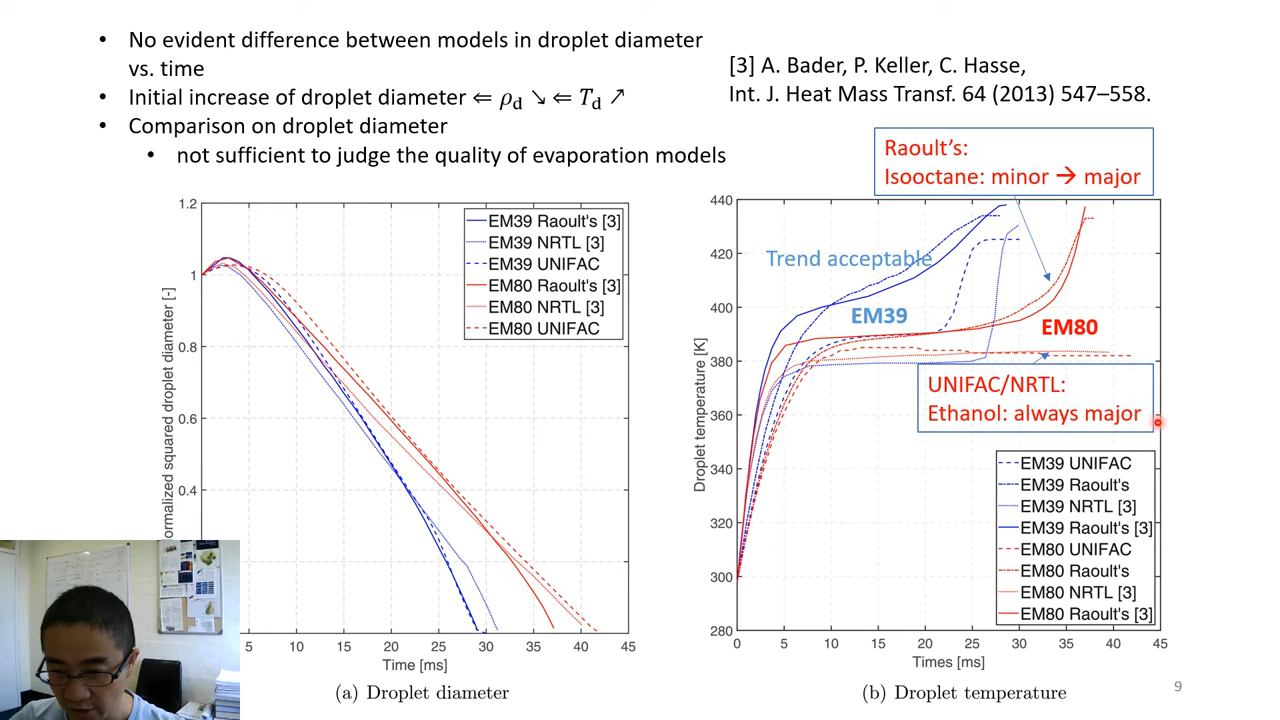 • No evident difference between models in droplet diameter
vs. time
• Initial increase of droplet diameter ⇐ ρd ↘ ⇐ Td ↗
• Comparison on droplet diameter
• not sufficient to judge the quality of evaporation models
[3] A. Bader, P. Keller, C. Hasse,
Int. J. Heat Mass Transf. 64 (2013) 547–558.
Raoult's:
Isooctane: minor → major
1.2
1
0.8
0.6
0.4
ormalized squared droplet diameter [-]
EM39 Raoult's [3]
EM39 NRTL [3]
EM39 UNIFAC
EM80 Raoult's [3]
EM80 NRTL [3]
EM80 UNIFAC
5 10 15 20 25 30 35 40 45
Time [ms]
(a) Droplet diameter
440
420
400
380
360
340
320
300
280
Droplet temperature [K]
Trend acceptable
EM39
EM80
UNIFAC/NRTL:
Ethanol: always major
EM39 UNIFAC
EM39 Raoult's
EM39 NRTL [3]
EM39 Raoult's [3]
EM80 UNIFAC
EM80 Raoult's
EM80 NRTL [3]
EM80 Raoult's [3]
0 5 10 15 20 25 30 35 40 45
Times [ms]
(b) Droplet temperature
9